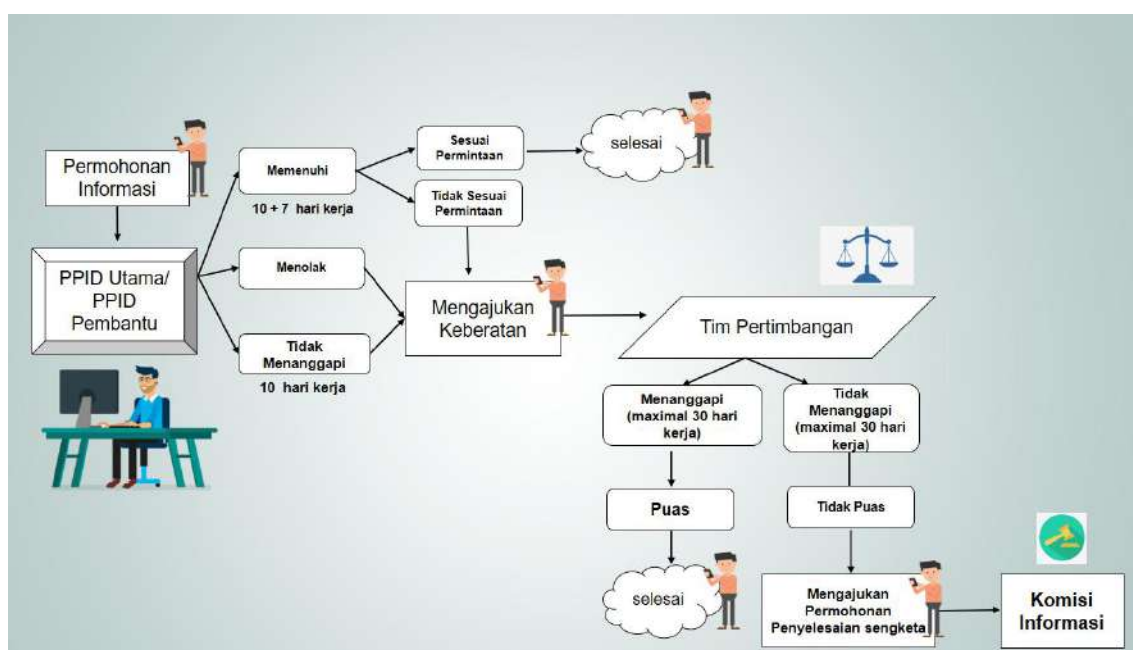 Permohonan
Informasi
PPID Utama/
PPID
Pembantu
Memenuhi
10 + 7 hari kerja
Menolak
Tidak
Menanggapi
10 hari kerja
Sesuai
Permintaan
selesai
Tidak Sesuai
Permintaan
Mengajukan
Keberatan
Tim Pertimbangan
Menanggapi
(maximal 30 hari
kerja)
Tidak
Menanggapi
(maximal 30 hari
kerja)
Puas
Tidak Puas
selesai
Mengajukan
Permohonan
Penyelesaian sengketa
Komisi
Informasi